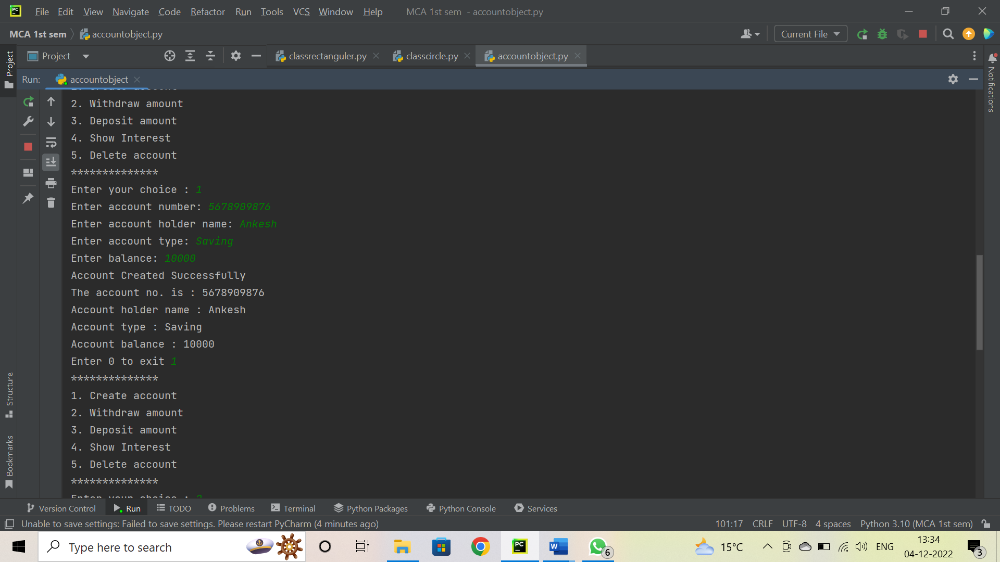 File Edit View Navigate Code Refactor Run Tools VCS Window Help MCA 1st sem - accountobject.py
MCA 1st sem accountobject.py Current File
Project classrectanguler.py classcircle.py accountobject.py
Project
Notifications
Run: accountobject
1. Create account
2. Withdraw amount
3. Deposit amount
4. Show Interest
5. Delete account
**************
Enter your choice : 1
Enter account number: 5678909876
Enter account holder name: Ankesh
Enter account type: Saving
Enter balance: 10000
Account Created Successfully
The account no. is : 5678909876
Account holder name : Ankesh
Account type : Saving
Account balance : 10000
Enter 0 to exit 1
**************
1. Create account
2. Withdraw amount
3. Deposit amount
4. Show Interest
5. Delete account
**************
Enter your choice :
Structure
Bookmarks
Version Control Run TODO Problems Terminal Python Packages Python Console Services
Unable to save settings: Failed to save settings. Please restart PyCharm (4 minutes ago) 101:17 CRLF UTF-8 4 spaces Python 3.10 (MCA 1st sem)
Type here to search PC W 6 15°C ENG 13:34
04-12-2022 3